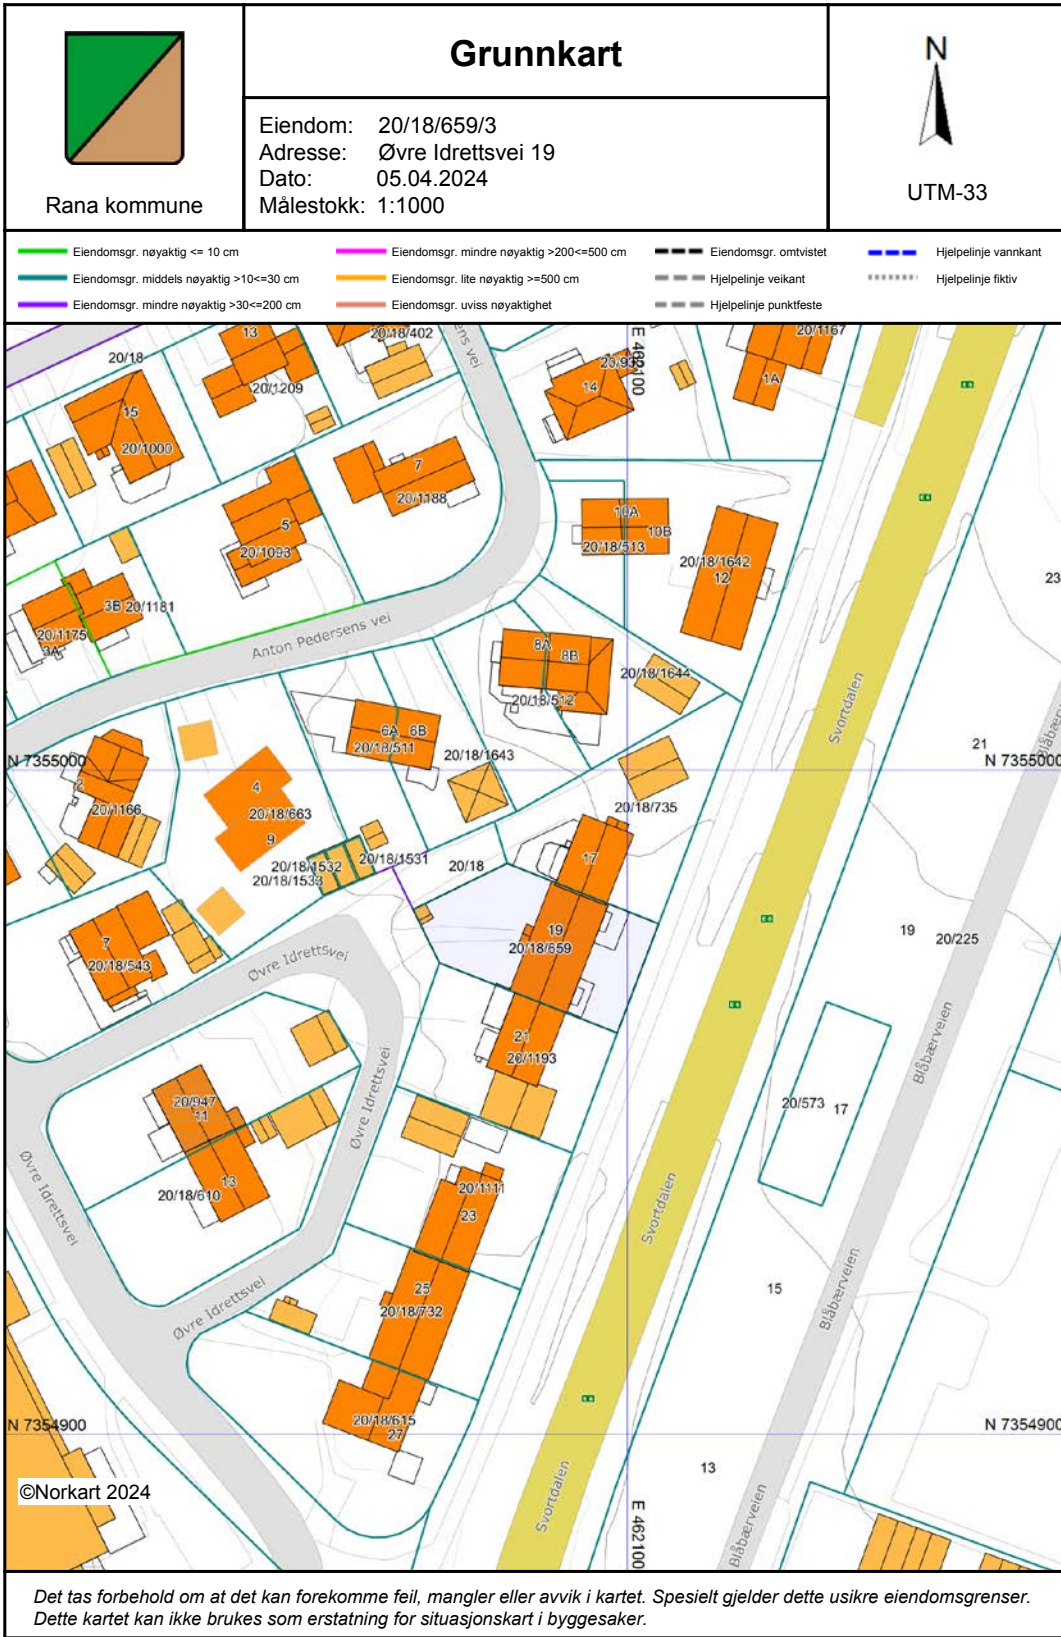 Grunnkart
Eiendom: 20/18/659/3
Adresse: Øvre Idrettsvei 19
Dato: 05.04.2024
Målestokk: 1:1000
Rana kommune
N
UTM-33
Eiendomsgr. nøyaktig <= 10 cm
Eiendomsgr. middels nøyaktig >10<=30 cm
Eiendomsgr. mindre nøyaktig >30<=200 cm
Eiendomsgr. mindre nøyaktig >200<=500 cm
Eiendomsgr. lite nøyaktig >=500 cm
Eiendomsgr. uviss nøyaktighet
Eiendomsgr. omtvistet
Hjelpelinje veikant
Hjelpelinje punktfeste
Hjelpelinje vannkant
Hjelpelinje fiktiv
13
20/18/402
ens vei
E 462100
20/1167
20/18
20/1209
20/93
14
1A
15
20/1000
7
20/1188
5
20/1093
10A
10B
20/18/513
20/18/1642
12
23
3B 20/1181
20/1175
3A
Anton Pedersens vei
8A
8B
20/18/512
20/18/1644
Svortdalen
Blåbærv
6A 6B
20/18/511
20/18/1643
21
N 7355000
N 7355000
2
20/1166
4
20/18/663
9
20/18/735
20/18/1532
20/18/1531
20/18/1533
20/18
17
19
20/18/659
19
20/225
7
20/18/543
Øvre Idrettsvei
21
20/1193
Øvre Idrettsvei
Blåbærveien
20/573 17
20/947
11
13
20/18/610
Øvre Idrettsvei
20/1111
23
Svortdalen
25
20/18/732
15
Øvre Idrettsvei
Blåbærveien
20/18/615
27
N 7354900
N 7354900
13
©Norkart 2024
Svortdalen
E 462100
Blåbærveien
Det tas forbehold om at det kan forekomme feil, mangler eller avvik i kartet. Spesielt gjelder dette usikre eiendomsgrenser.
Dette kartet kan ikke brukes som erstatning for situasjonskart i byggesaker.